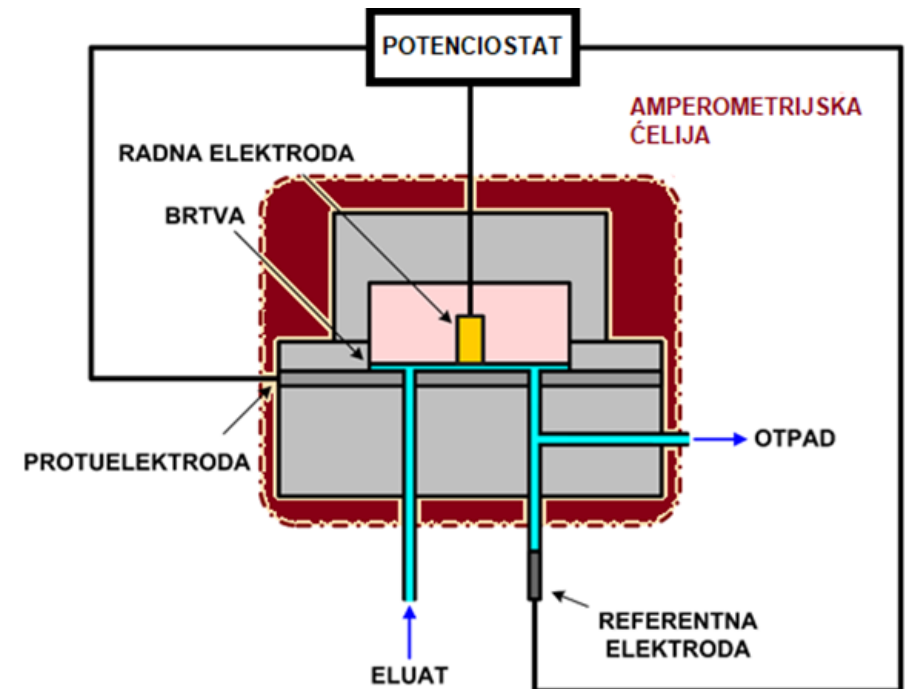 POTENCIOSTAT
AMPEROMETRIJSKA
ĆELIJA
RADNA ELEKTRODA
BRTVA
OTPAD
PROTUELEKTRODA
REFERENTNA
ELEKTRODA
ELUAT